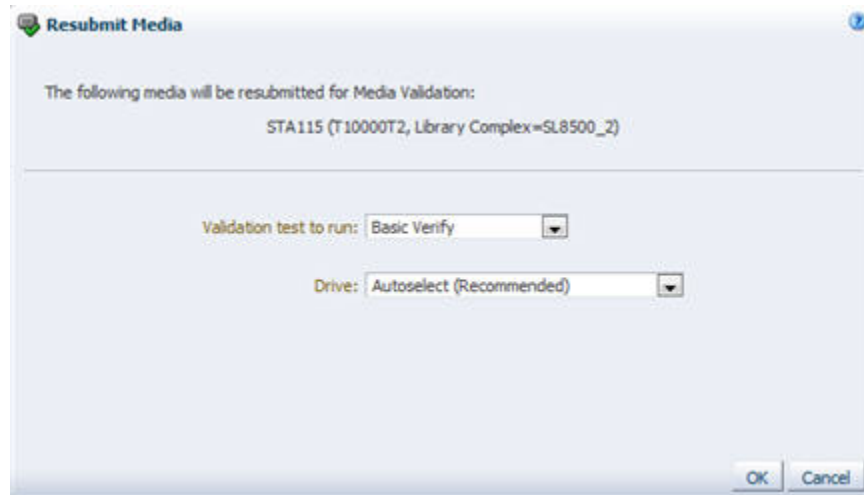 Resubmit Media
The following media will be resubmitted for Media Validation:
STA115 (T10000T2, Library Complex=SL8500_2)
Validation test to run: Basic Verify
Drive: Autoselect (Recommended)
OK Cancel